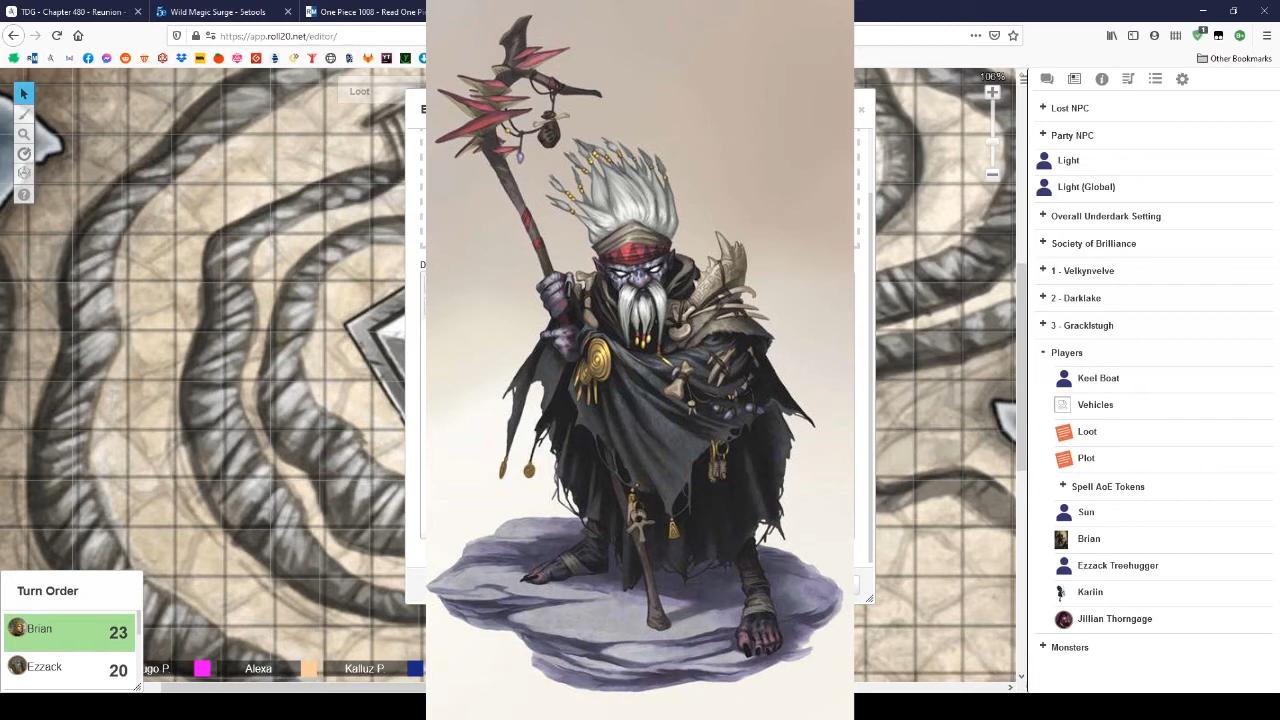 TDG - Chapter 480 - Reunion -
Wild Magic Surge - 5etools
One Piece 1008 - Read One P
https://app.roll20.net/editor/
Other Bookmarks
106%
Loot
Lost NPC
Party NPC
Light
Light (Global)
Overall Underdark Setting
Society of Brilliance
1 - Velkynvelve
2 - Darklake
3 - Gracklstugh
Players
Keel Boat
Vehicles
Loot
Plot
Spell AoE Tokens
Sun
Brian
Ezzack Treehugger
Karlin
Jillian Thorngage
Monsters
Turn Order
Brian 23
Ezzack 20
ugo P.
Alexa
Kalluz P.